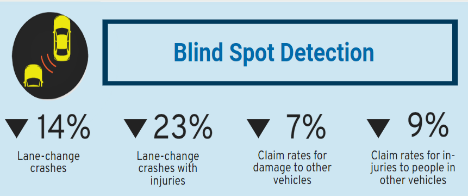 Blind Spot Detection
▼ 14%
Lane-change
crashes
▼ 23%
Lane-change
crashes with
injuries
▼ 7%
Claim rates for
damage to other
vehicles
▼ 9%
Claim rates for in-
juries to people in
other vehicles